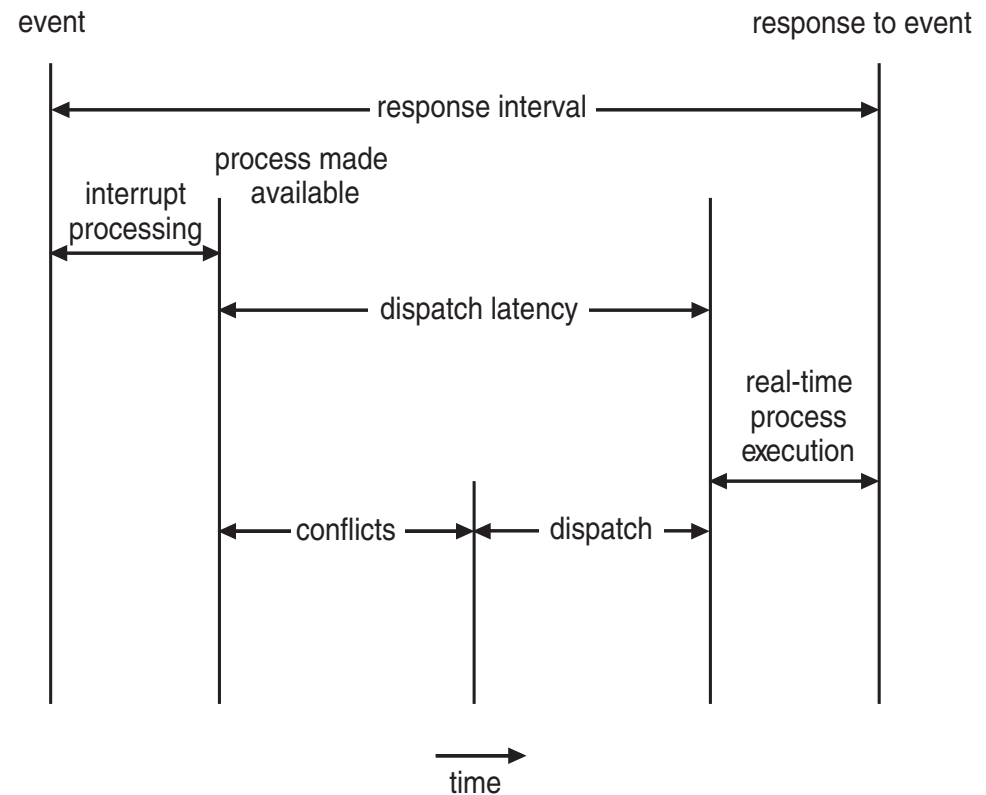 event
response to event
response interval
process made
available
interrupt
processing
dispatch latency
real-time
process
execution
conflicts
dispatch
time